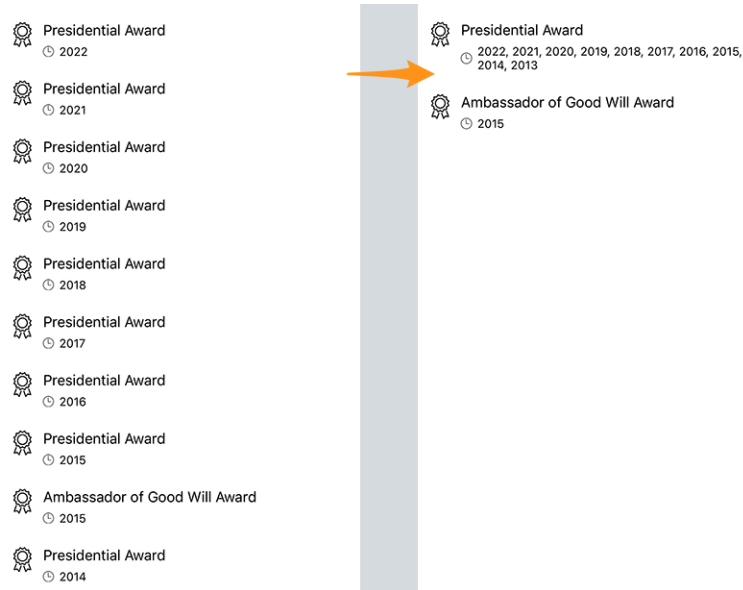 Presidential Award
2022
Presidential Award
2021
Presidential Award
2020
Presidential Award
2019
Presidential Award
2018
Presidential Award
2017
Presidential Award
2016
Presidential Award
2015
Ambassador of Good Will Award
2015
Presidential Award
2014
Presidential Award
2022, 2021, 2020, 2019, 2018, 2017, 2016, 2015,
2014, 2013
Ambassador of Good Will Award
2015